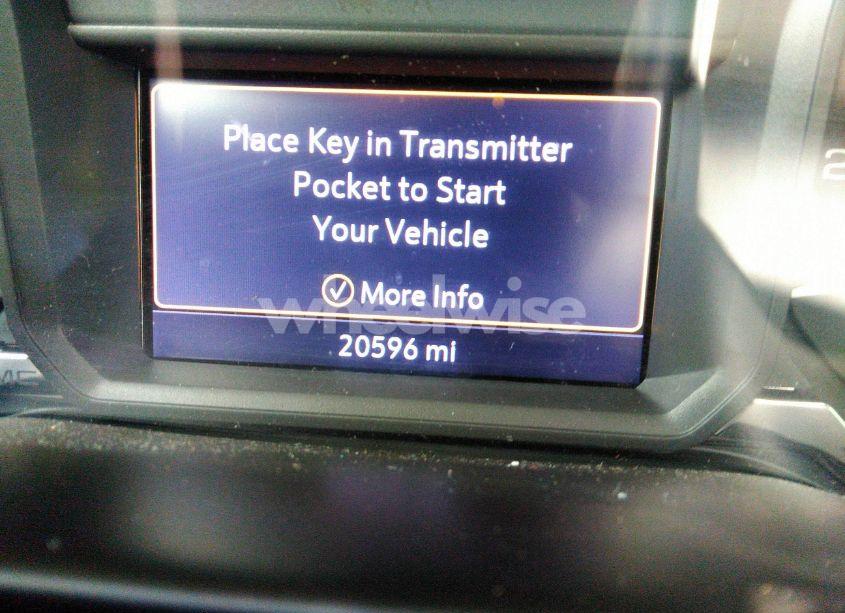 Place Key in Transmitter
Pocket to Start
Your Vehicle
More Info
wheelwise
20596 mi